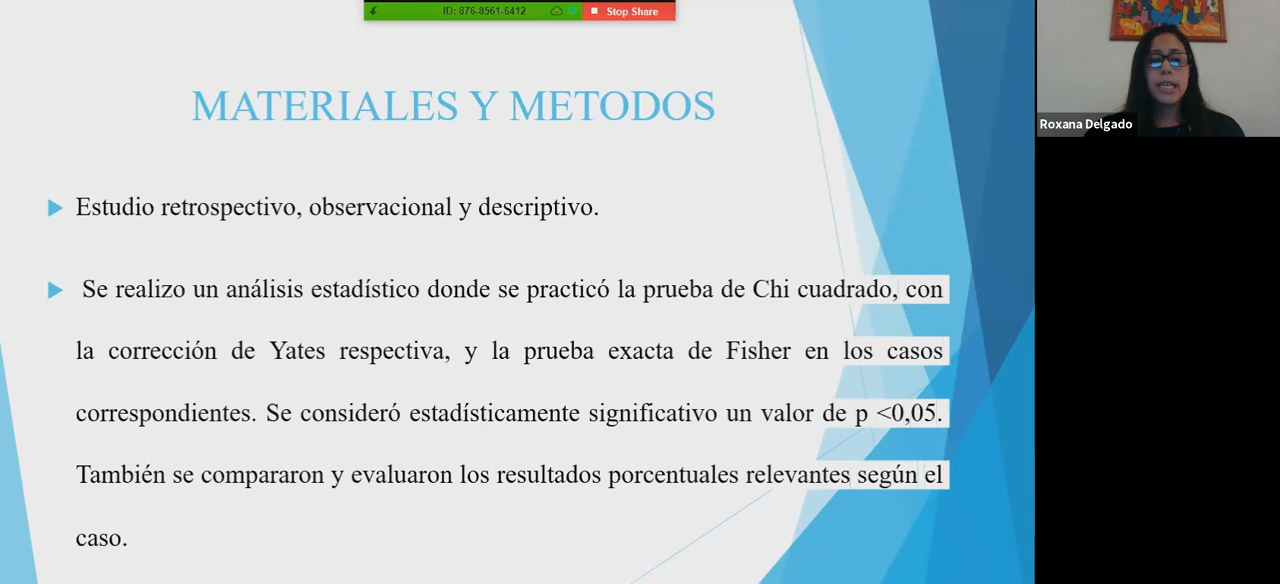 ID: 876-8561-6412
Stop Share
Roxana Delgado
MATERIALES Y METODOS
Estudio retrospectivo, observacional y descriptivo.
Se realizo un análisis estadístico donde se practicó la prueba de Chi cuadrado, con
la corrección de Yates respectiva, y la prueba exacta de Fisher en los casos
correspondientes. Se consideró estadísticamente significativo un valor de p <0,05.
También se compararon y evaluaron los resultados porcentuales relevantes según el
caso.